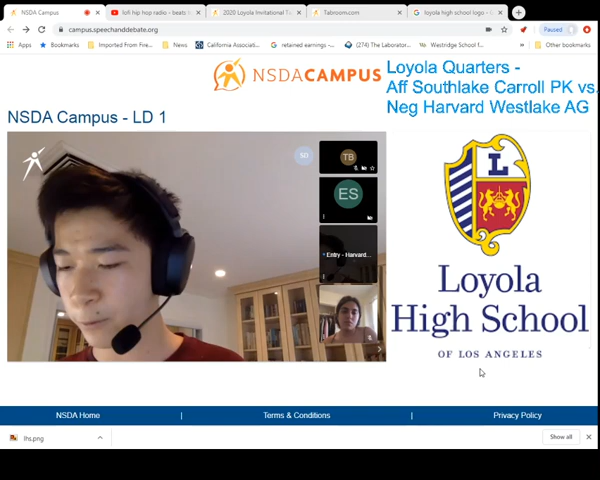 NSDA Campus
lofi hip hop radio - beats to
2020 Loyola Invitational T
Tabroom.com
loyola high school logo - G
campus.speechanddebate.org
Paused
Apps
Bookmarks
Imported From Fire...
News
California Associati...
retained earnings -...
(274) The Laborator...
Westridge School f...
Other bookmarks
NSDACAMPUS
Loyola Quarters -
Aff Southlake Carroll PK vs.
Neg Harvard Westlake AG
NSDA Campus - LD 1
SD
TB
ES
Entry - Harvard...
L
Loyola
High School
OF LOS ANGELES
NSDA Home | Terms & Conditions | Privacy Policy
lhs.png
Show all